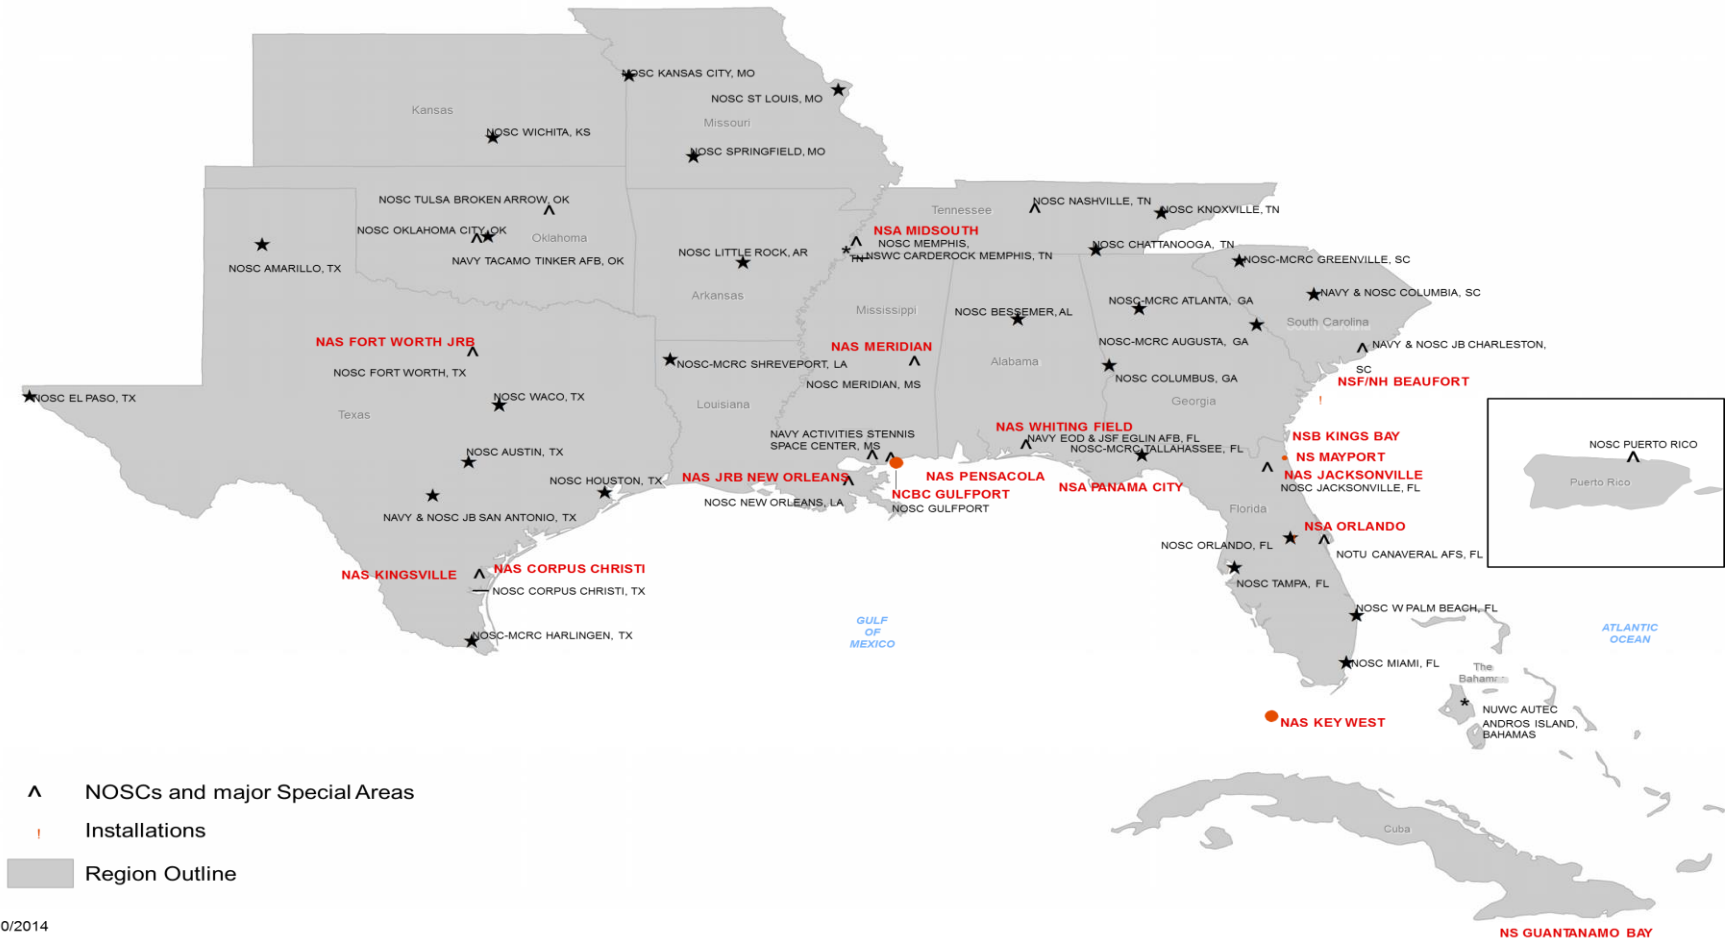 NOSC KANSAS CITY, MO
NOSC ST LOUIS, MO
Kansas
Missouri
NOSC WICHITA, KS
NOSC SPRINGFIELD, MO
NOSC TULSA BROKEN ARROW, OK
NOSC OKLAHOMA CITY, OK
Oklahoma
NAVY TACAMO TINKER AFB, OK
NOSC AMARILLO, TX
NOSC LITTLE ROCK, AR
Arkansas
Tennessee
NOSC NASHVILLE, TN
NOSC KNOXVILLE, TN
NSA MIDSOUTH
NOSC MEMPHIS,
TN
NSWC CARDEROCK MEMPHIS, TN
NOSC CHATTANOOGA, TN
NOSC-MCRC GREENVILLE, SC
NAVY & NOSC COLUMBIA, SC
South Carolina
Mississippi
NOSC BESSEMER, AL
NOSC-MCRC ATLANTA, GA
NOSC-MCRC AUGUSTA, GA
NAVY & NOSC JB CHARLESTON,
SC
NAS FORT WORTH JRB
NOSC FORT WORTH, TX
NOSC-MCRC SHREVEPORT, LA
NAS MERIDIAN
NOSC MERIDIAN, MS
Alabama
NOSC COLUMBUS, GA
Georgia
NSF/NH BEAUFORT
NOSC EL PASO, TX
NOSC WACO, TX
Texas
Louisiana
NAS WHITING FIELD
NAVY EOD & JSF EGLIN AFB, FL
NOSC-MCRC TALLAHASSEE, FL
NSB KINGS BAY
NS MAYPORT
NAS JACKSONVILLE
NOSC JACKSONVILLE, FL
NOSC PUERTO RICO
Puerto Rico
NOSC AUSTIN, TX
NAVY ACTIVITIES STENNIS
SPACE CENTER, MS
NOSC HOUSTON, TX
NAS JRB NEW ORLEANS
NOSC NEW ORLEANS, LA
NAS PENSACOLA
NCBC GULFPORT
NOSC GULFPORT
NSA PANAMA CITY
Florida
NAVY & NOSC JB SAN ANTONIO, TX
NSA ORLANDO
NOSC ORLANDO, FL
NOTU CANAVERAL AFS, FL
NAS KINGSVILLE
NAS CORPUS CHRISTI
NOSC CORPUS CHRISTI, TX
NOSC TAMPA, FL
NOSC-MCRC HARLINGEN, TX
GULF
OF
MEXICO
NOSC W PALM BEACH, FL
ATLANTIC
OCEAN
NOSC MIAMI, FL
The
Bahamas
NAS KEY WEST
NUWC AUTEC
ANDROS ISLAND,
BAHAMAS
^ NOSCs and major Special Areas
! Installations
Region Outline
Cuba
0/2014
NS GUANTANAMO BAY